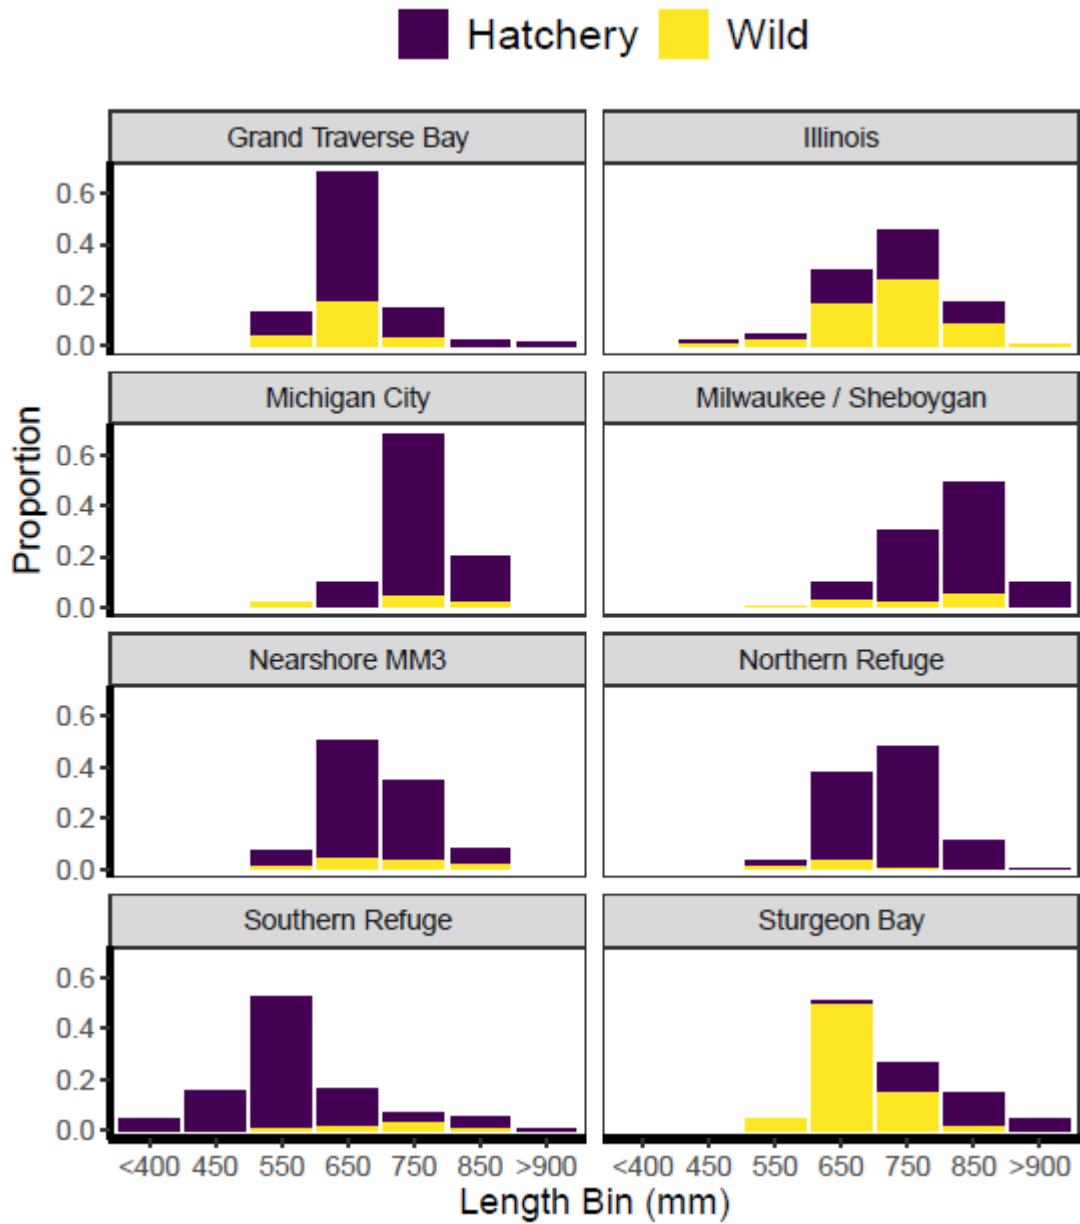 Hatchery Wild
Grand Traverse Bay Illinois
0.6
0.4
0.2
0.0
Michigan City Milwaukee / Sheboygan
0.6
0.4
0.2
0.0
Proportion
Nearshore MM3 Northern Refuge
0.6
0.4
0.2
0.0
Southern Refuge Sturgeon Bay
0.6
0.4
0.2
0.0
<400 450 550 650 750 850 >900 <400 450 550 650 750 850 >900
Length Bin (mm)